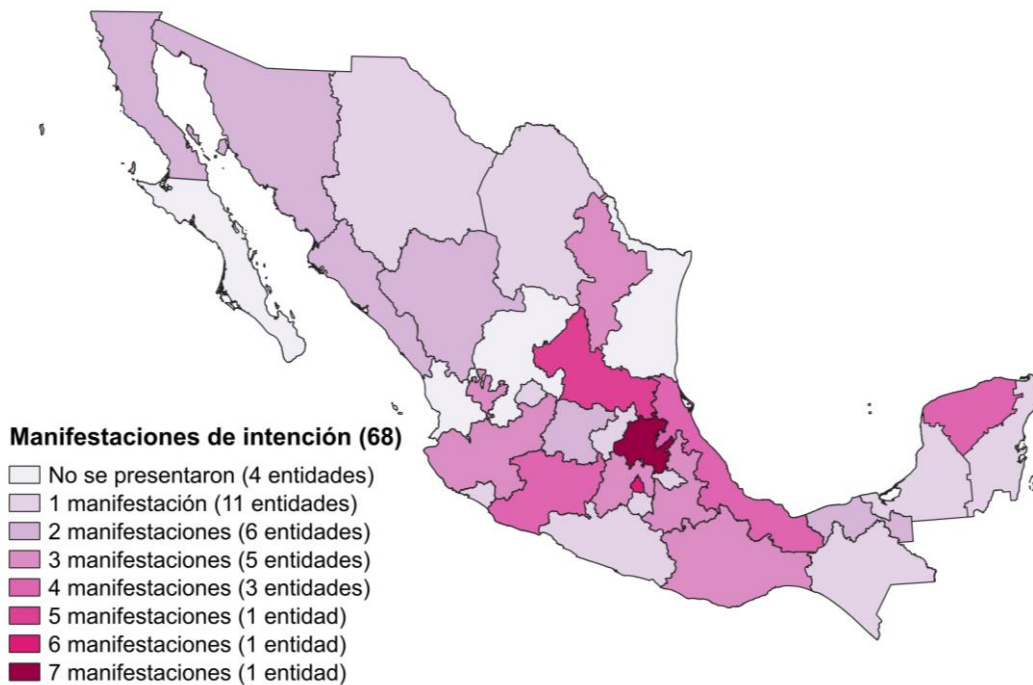 Manifestaciones de intención (68)
No se presentaron (4 entidades)
1 manifestación (11 entidades)
2 manifestaciones (6 entidades)
3 manifestaciones (5 entidades)
4 manifestaciones (3 entidades)
5 manifestaciones (1 entidad)
6 manifestaciones (1 entidad)
7 manifestaciones (1 entidad)